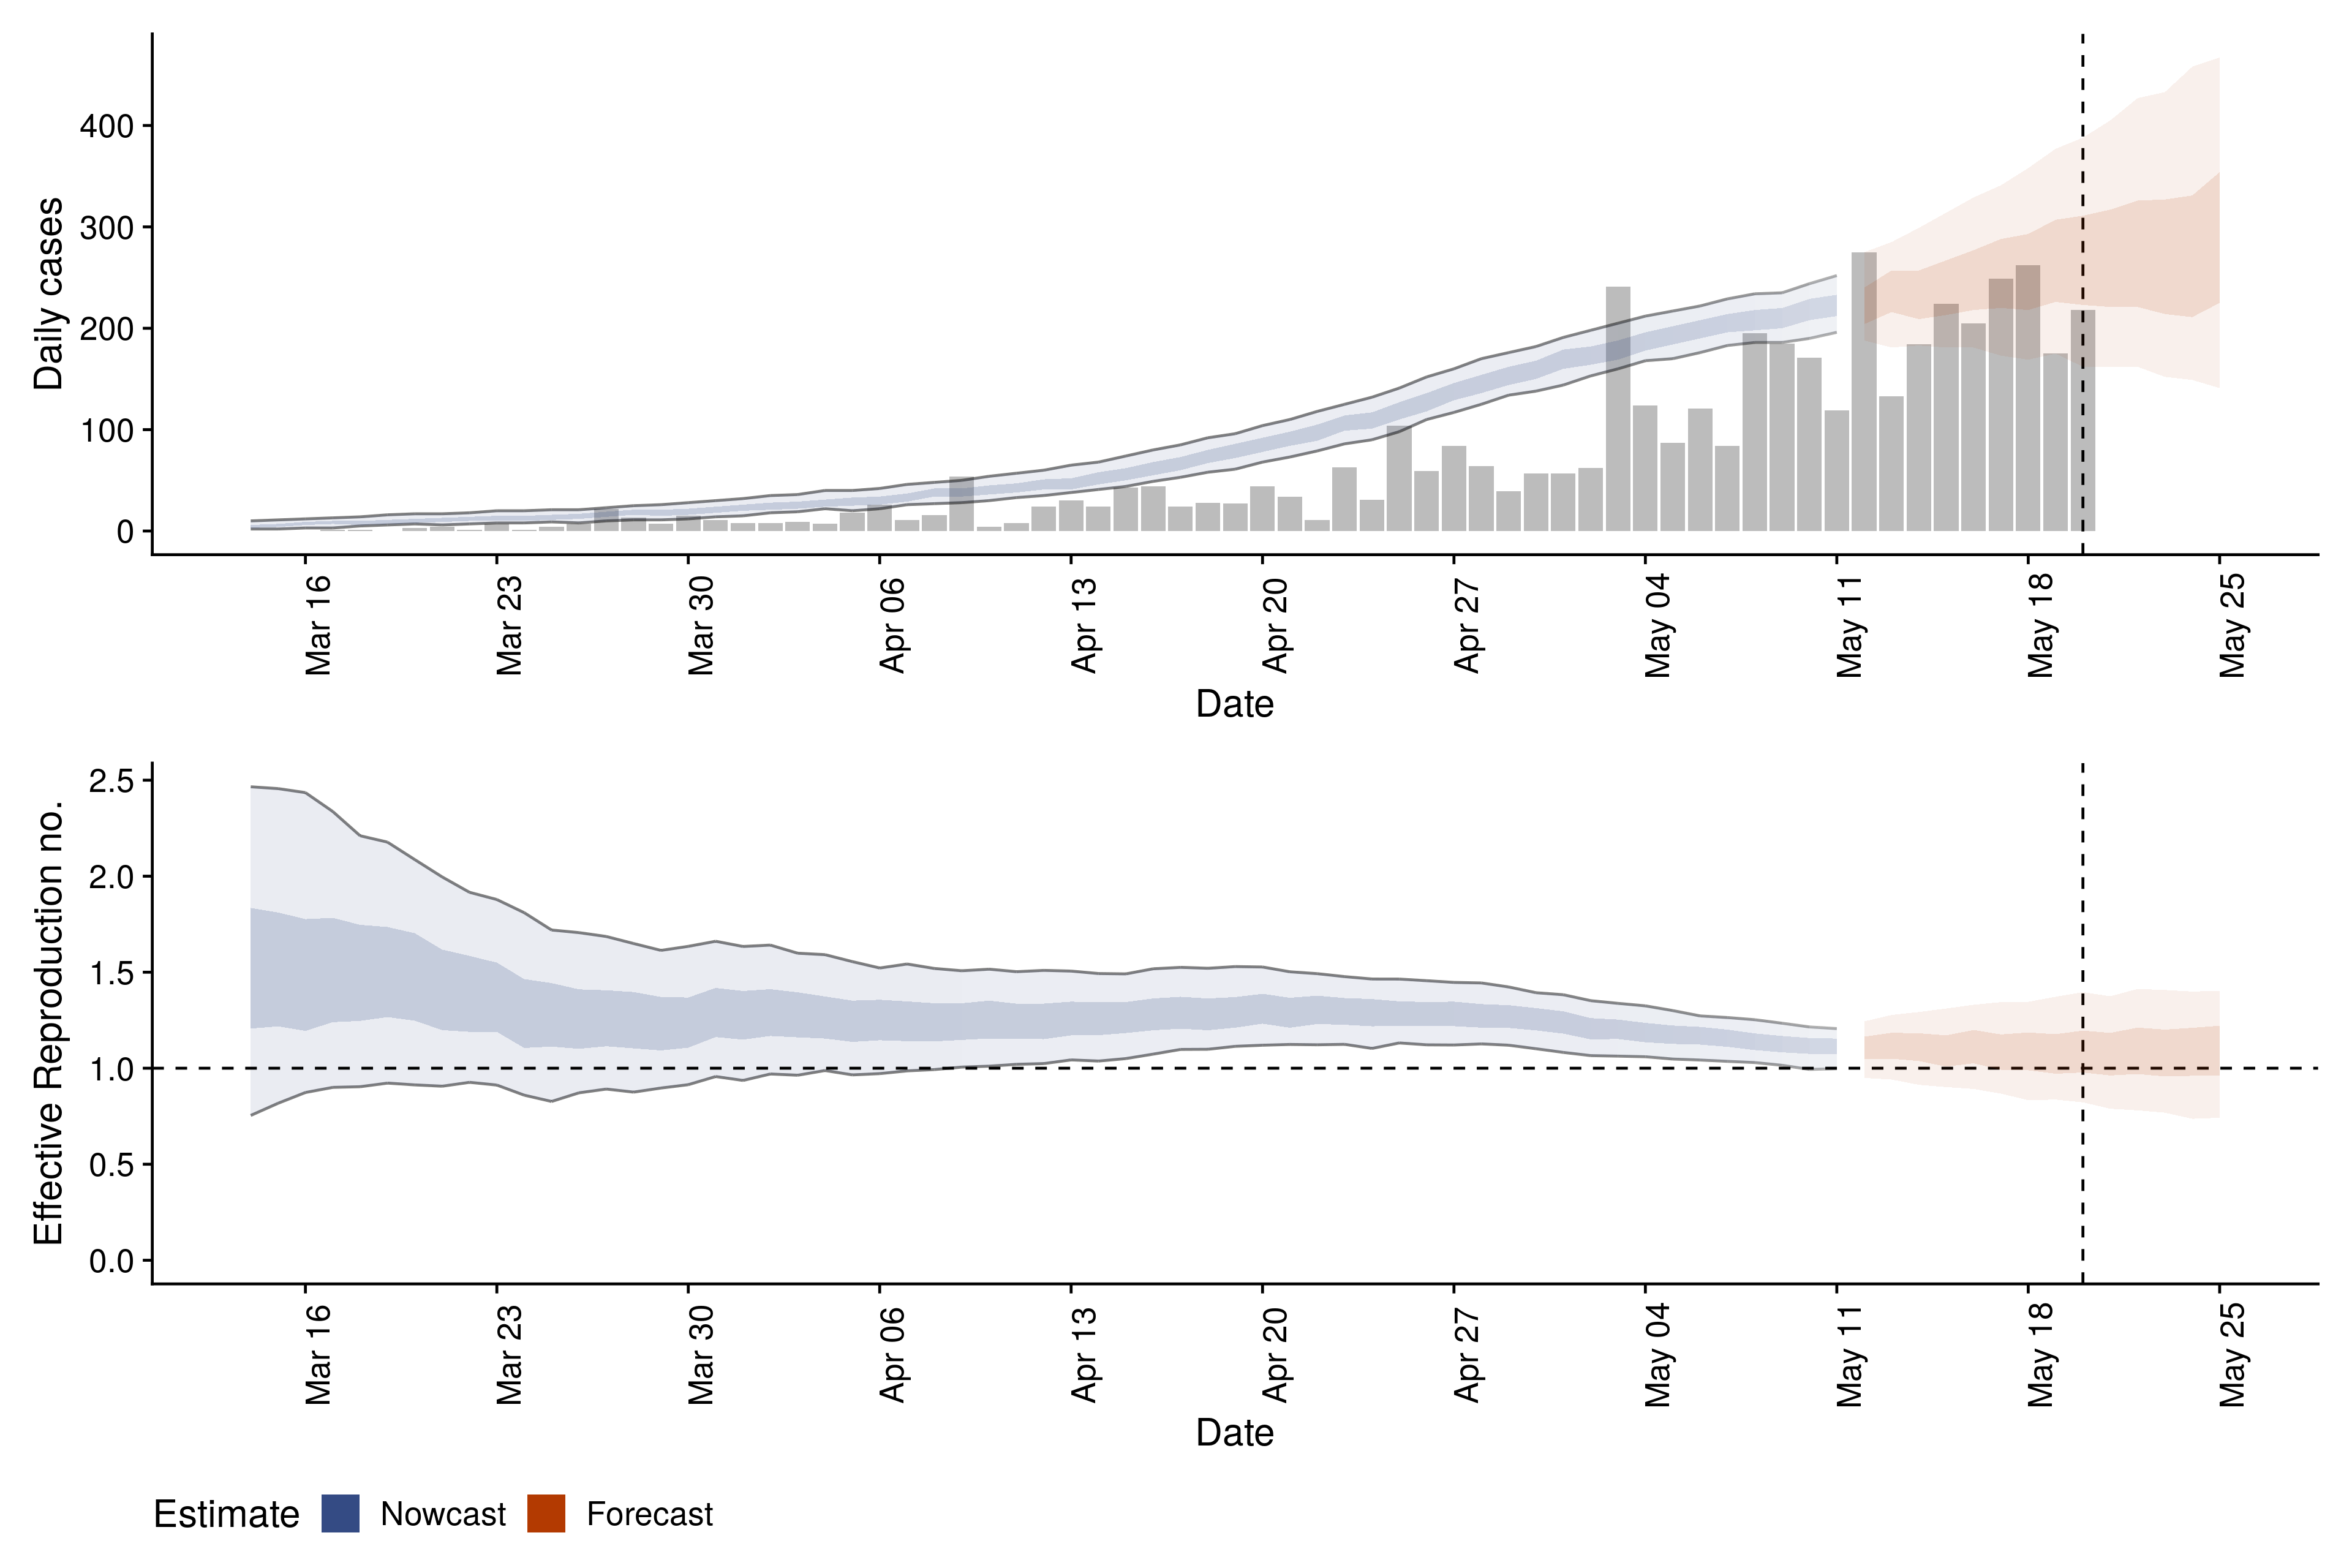 Daily cases
400
300
200
100
0
Mar 16
Mar 23
Mar 30
Apr 06
Apr 13
Apr 20
Apr 27
May 04
May 11
May 18
May 25
Date
Effective Reproduction no.
2.5
2.0
1.5
1.0
0.5
0.0
Mar 16
Mar 23
Mar 30
Apr 06
Apr 13
Apr 20
Apr 27
May 04
May 11
May 18
May 25
Date
Estimate Nowcast Forecast